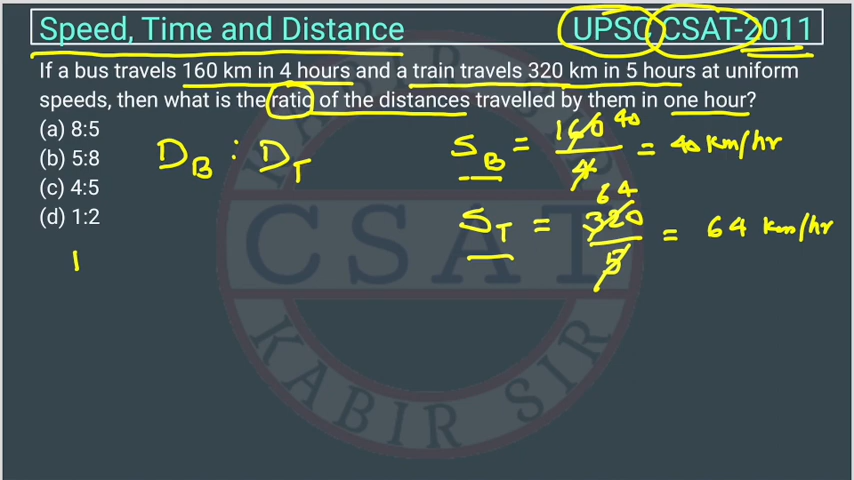 Speed, Time and Distance
UPSC CSAT-2011
If a bus travels 160 km in 4 hours and a train travels 320 km in 5 hours at uniform
speeds, then what is the ratio of the distances travelled by them in one hour?
(a) 8:5
(b) 5:8
(c) 4:5
(d) 1:2
D_B : D_T
S_B = 160/4 40 = 40 km/hr
S_T = 320/5 64 = 64 km/hr
1
CSAT
KABIR SIR